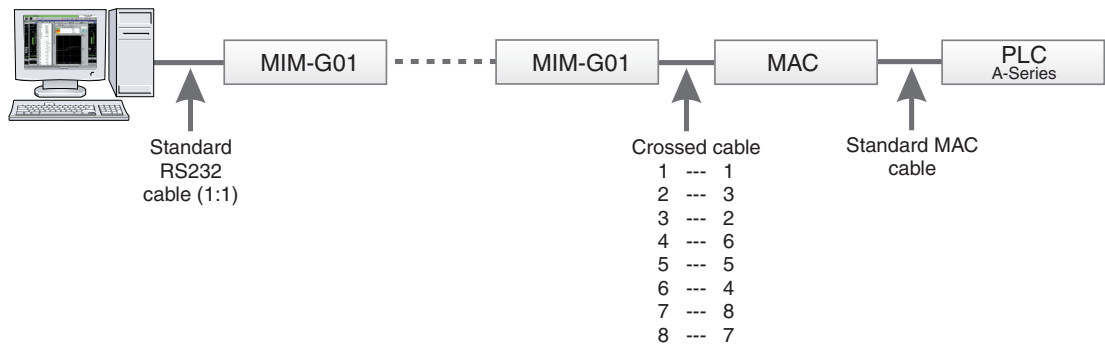 MIM-G01
MIM-G01
MAC
PLC
A-Series
Standard
RS232
cable (1:1)
Crossed cable
1 --- 1
2 --- 3
3 --- 2
4 --- 6
5 --- 5
6 --- 4
7 --- 8
8 --- 7
Standard MAC
cable